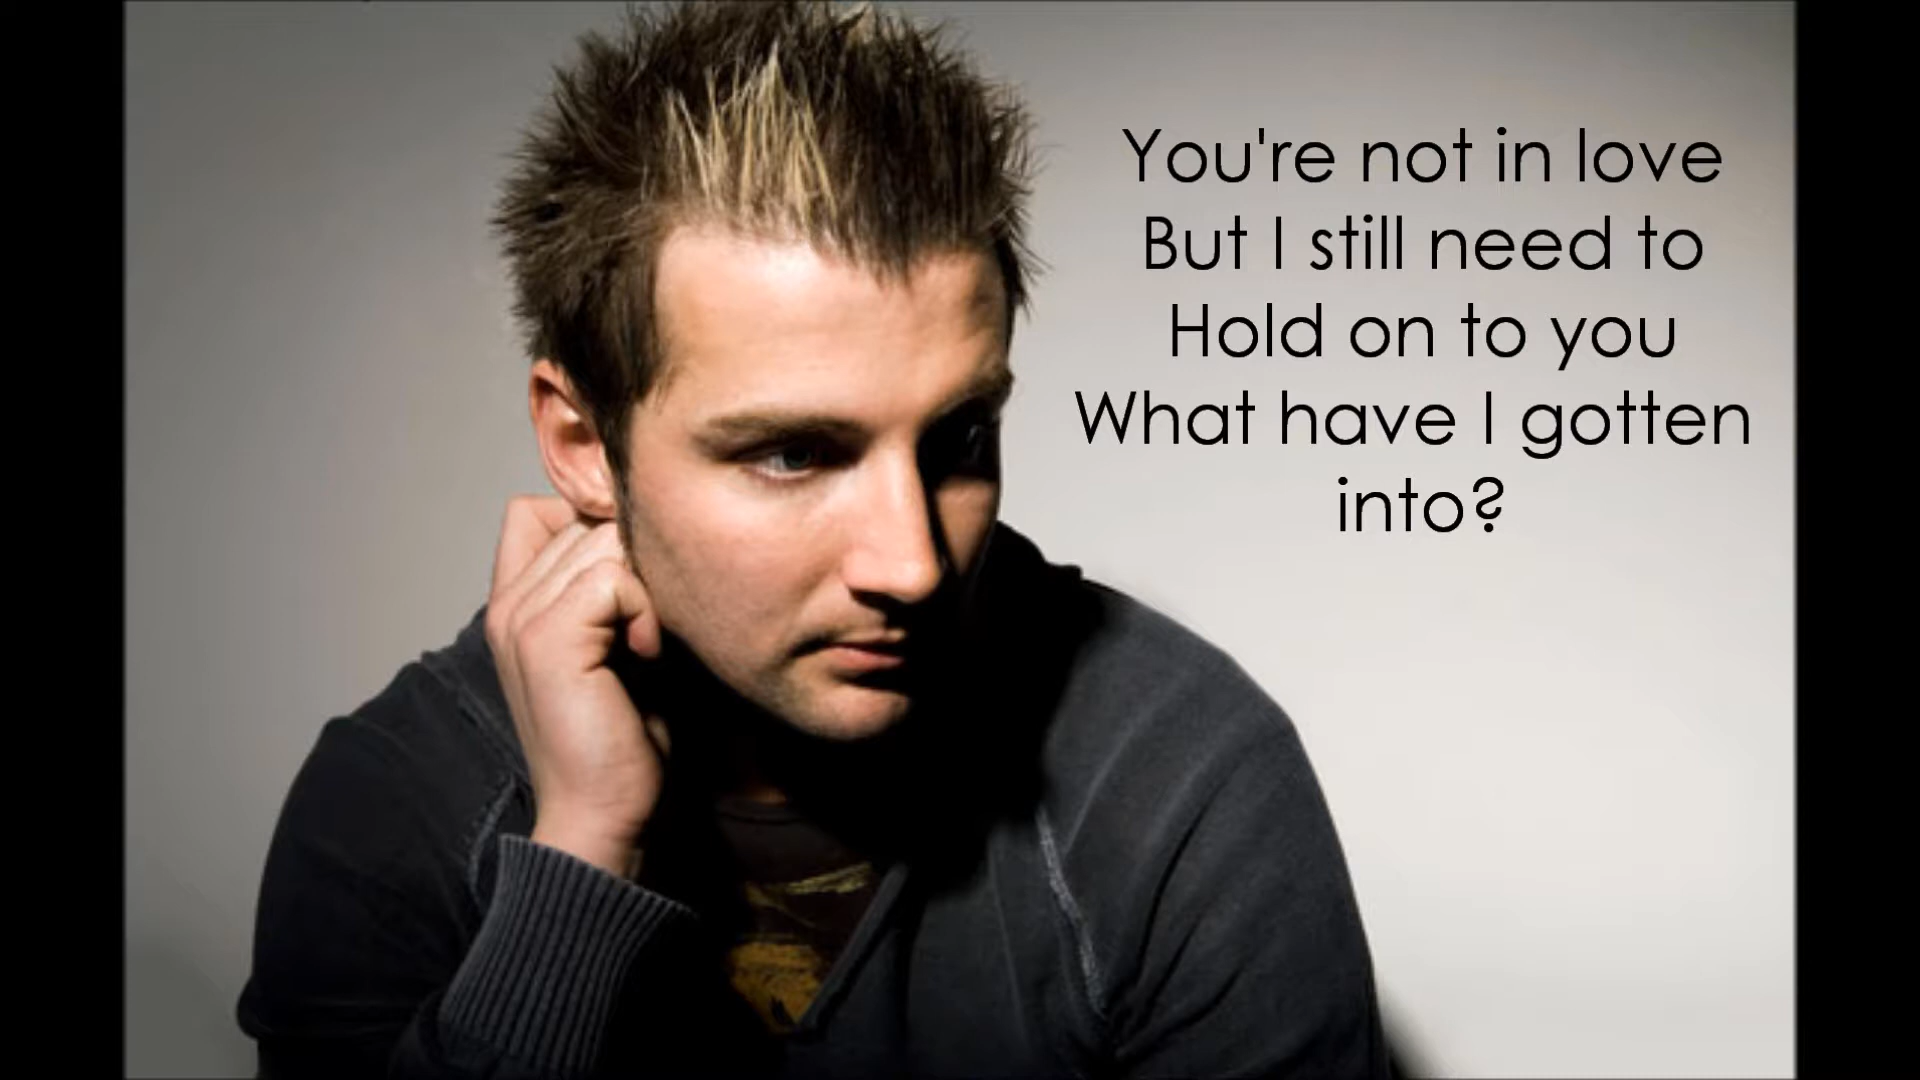 You're not in love
But I still need to
Hold on to you
What have I gotten
into?